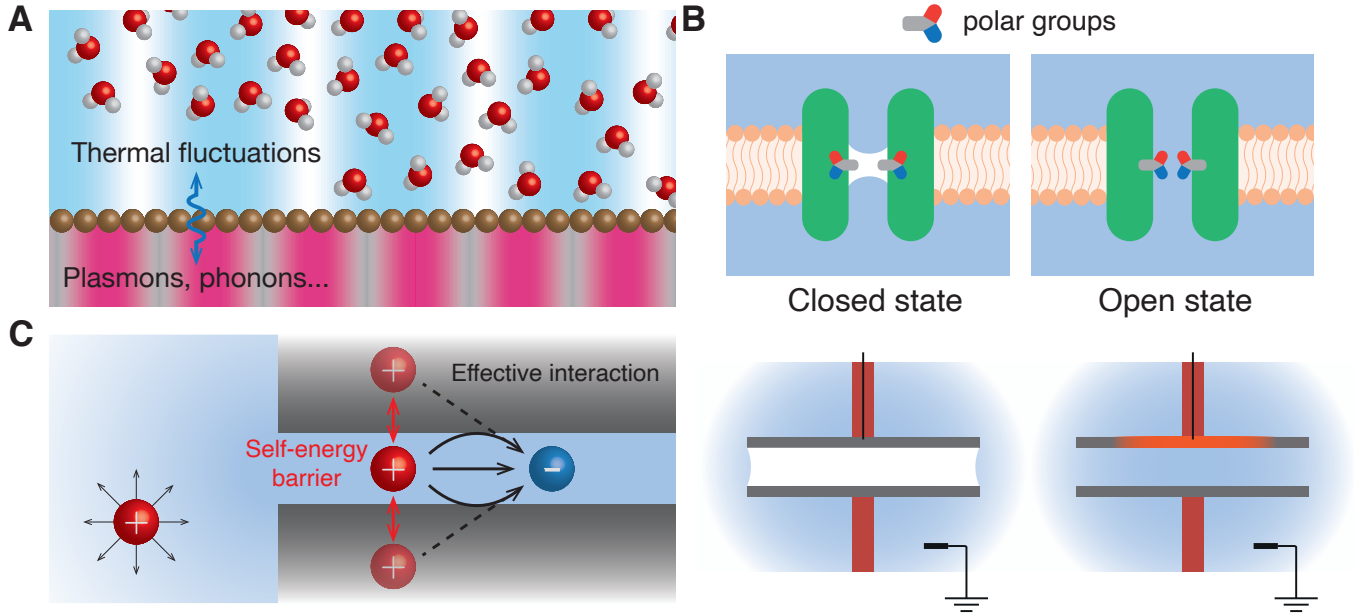 A
Thermal fluctuations
Plasmons, phonons...
B
polar groups
Closed state
Open state
C
Effective interaction
Self-energy
barrier
+
+
+
+
-